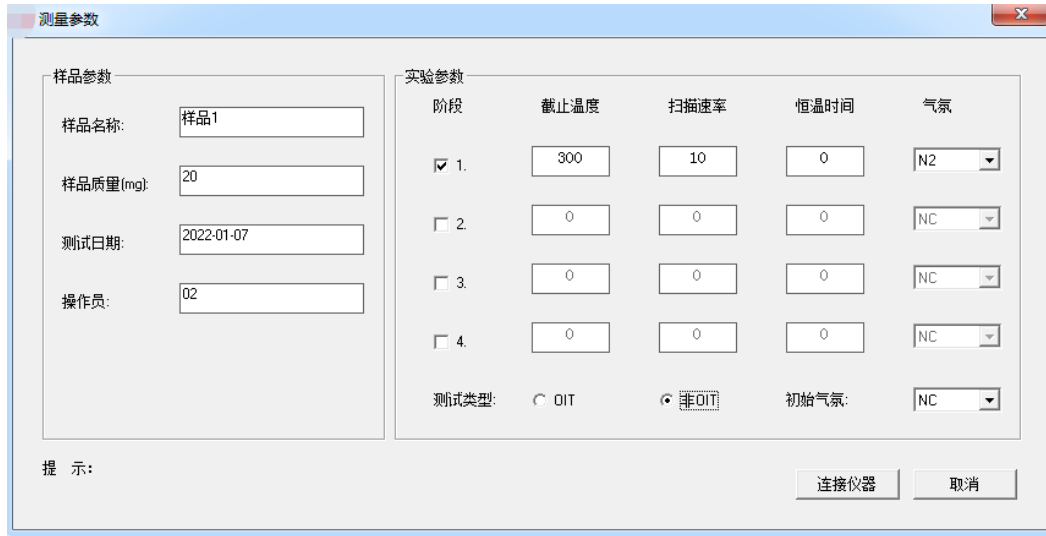 测量参数
样品参数
样品名称: 样品1
样品质量(mg): 20
测试日期: 2022-01-07
操作员: 02
实验参数
阶段 截止温度 扫描速率 恒温时间 气氛
1. 300 10 0 N2
2. 0 0 0 NC
3. 0 0 0 NC
4. 0 0 0 NC
测试类型: OIT 非OIT 初始气氛: NC
提 示:
连接仪器 取消